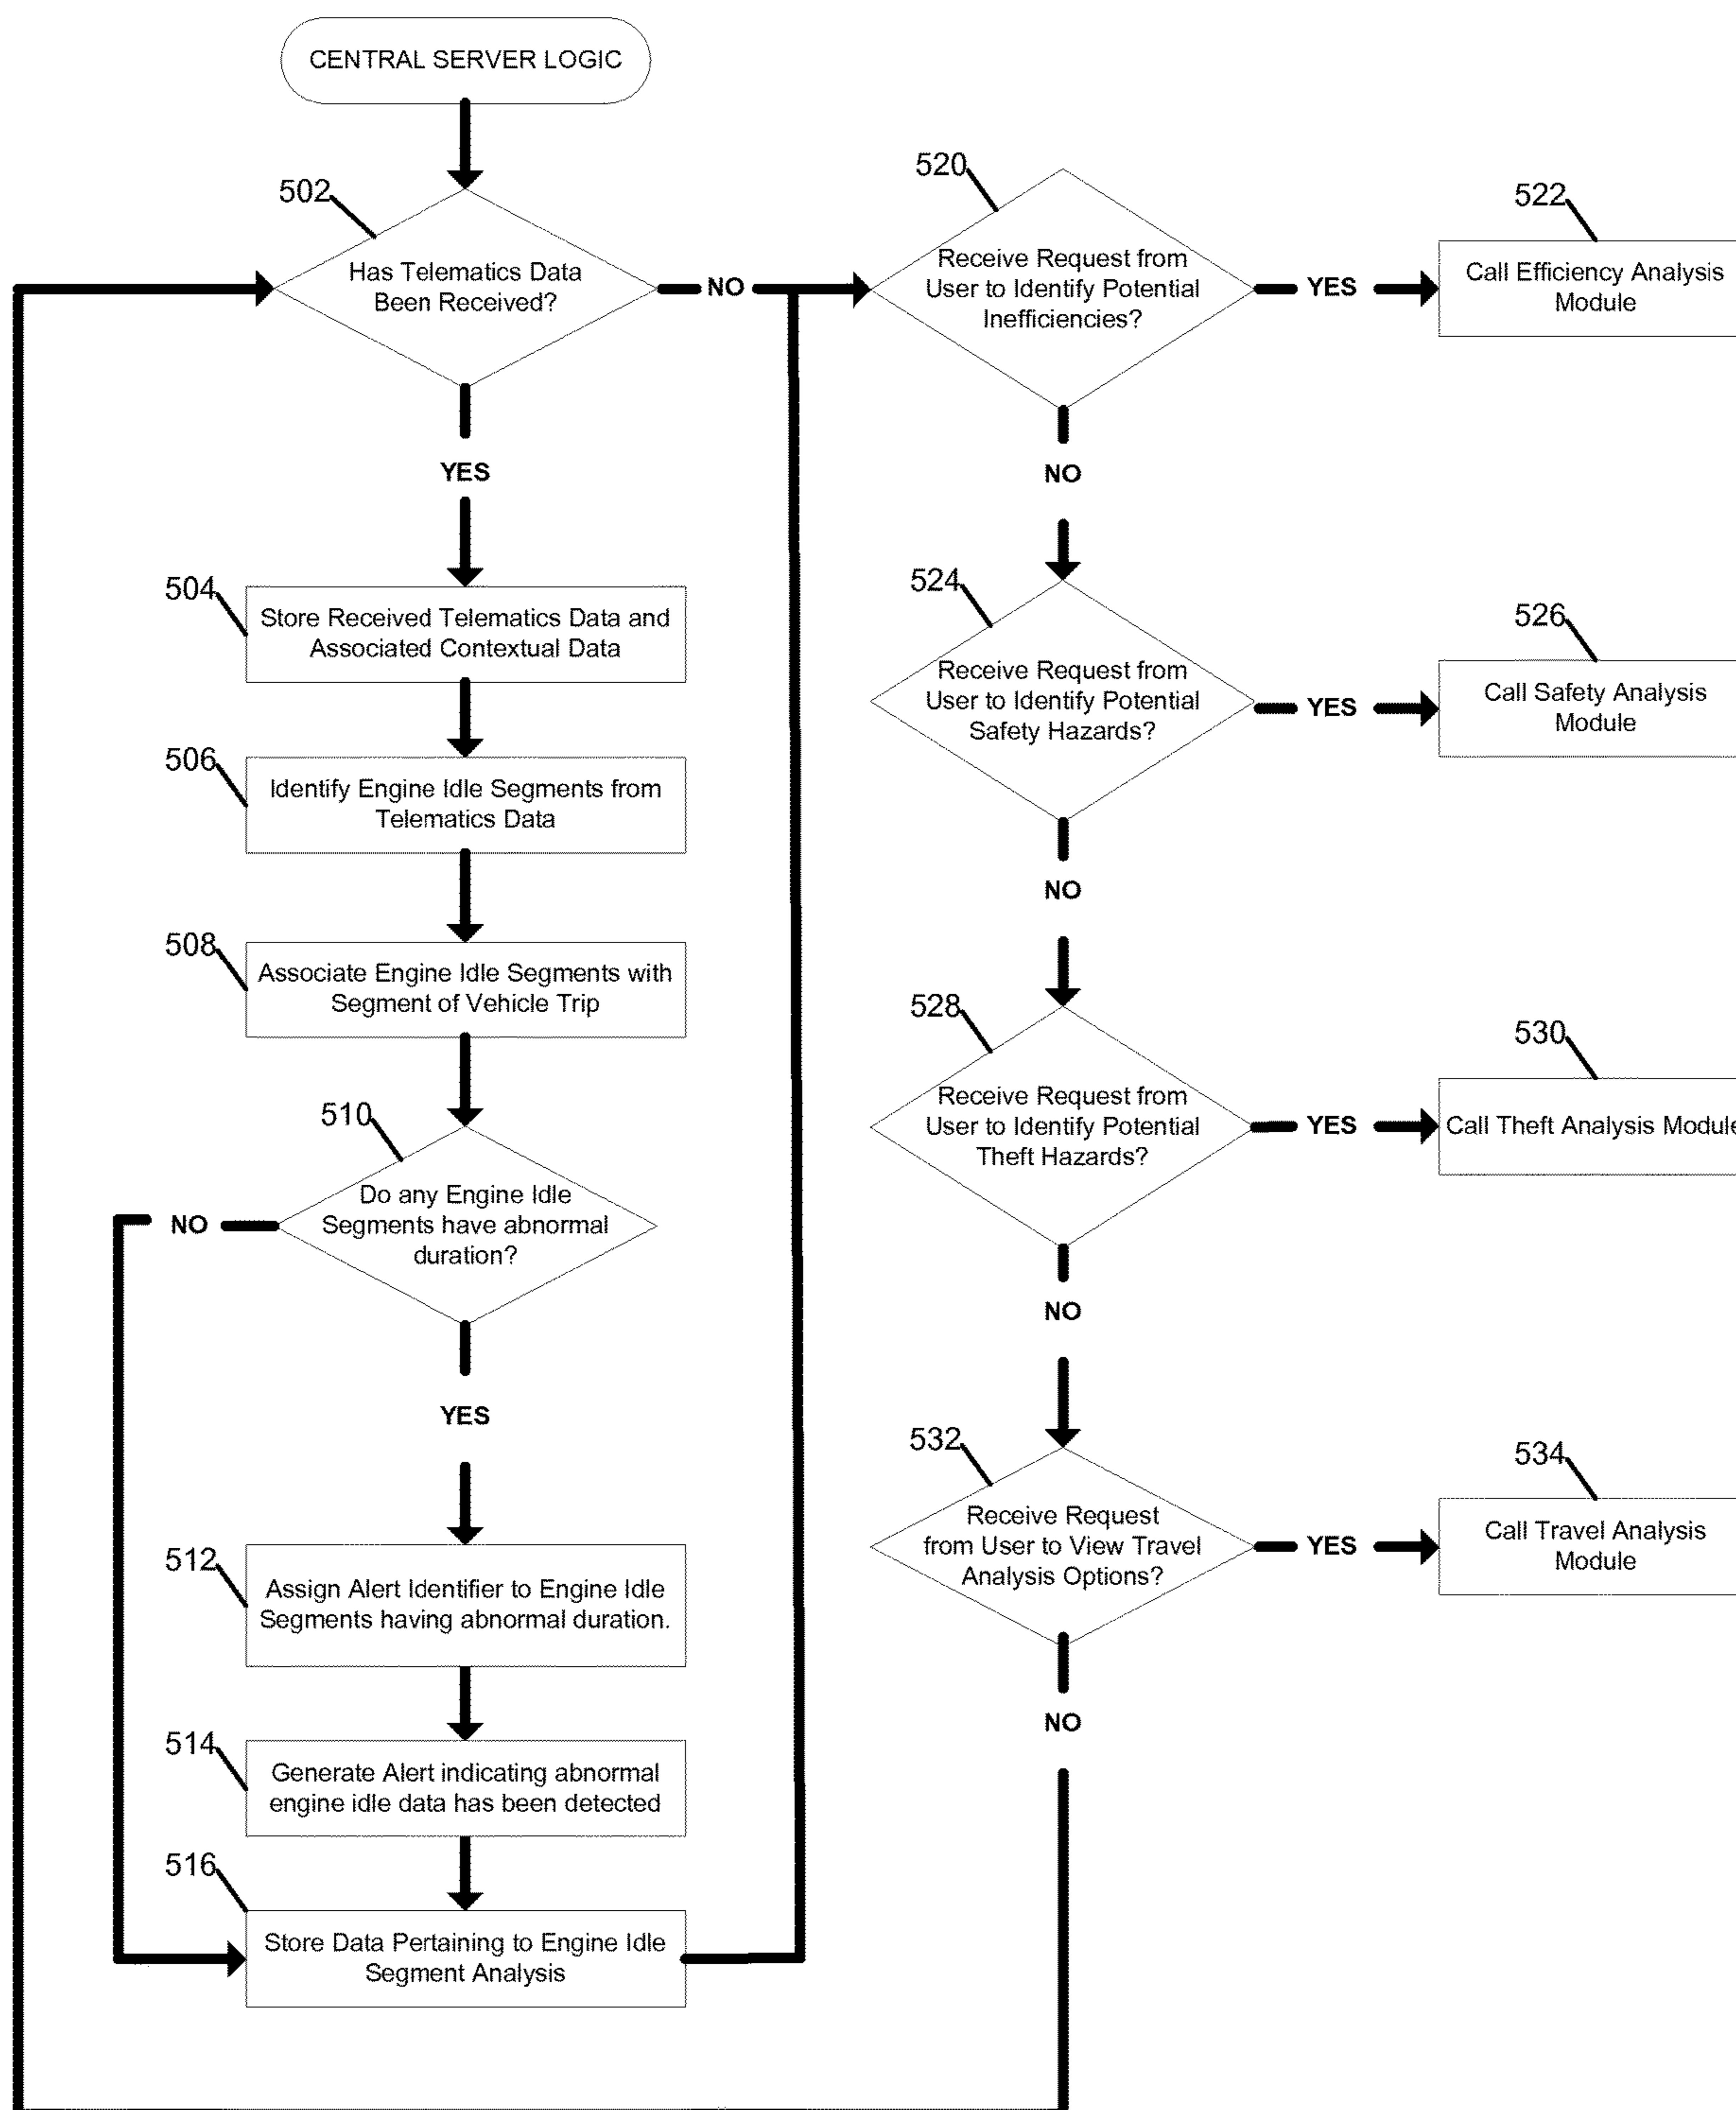 CENTRAL SERVER LOGIC
502
Has Telematics Data
Been Received?
NO
YES
504
Store Received Telematics Data and
Associated Contextual Data
506
Identify Engine Idle Segments from
Telematics Data
508
Associate Engine Idle Segments with
Segment of Vehicle Trip
510
Do any Engine Idle
Segments have abnormal
duration?
NO
YES
512
Assign Alert Identifier to Engine Idle
Segments having abnormal duration.
514
Generate Alert indicating abnormal
engine idle data has been detected
516
Store Data Pertaining to Engine Idle
Segment Analysis
520
Receive Request from
User to Identify Potential
Inefficiencies?
YES
522
Call Efficiency Analysis
Module
NO
524
Receive Request from
User to Identify Potential
Safety Hazards?
YES
526
Call Safety Analysis
Module
NO
528
Receive Request from
User to Identify Potential
Theft Hazards?
YES
530
Call Theft Analysis Module
NO
532
Receive Request
from User to View Travel
Analysis Options?
YES
534
Call Travel Analysis
Module
NO